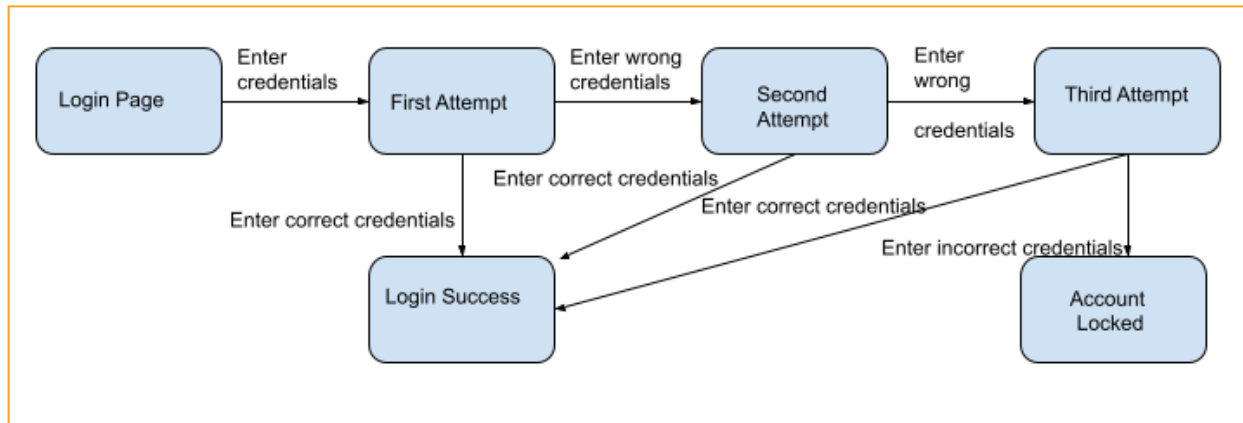 Login Page
Enter
credentials
First Attempt
Enter wrong
credentials
Second
Attempt
Enter
wrong
credentials
Third Attempt
Enter correct credentials
Enter correct credentials
Enter correct credentials
Enter incorrect credentials
Login Success
Account
Locked